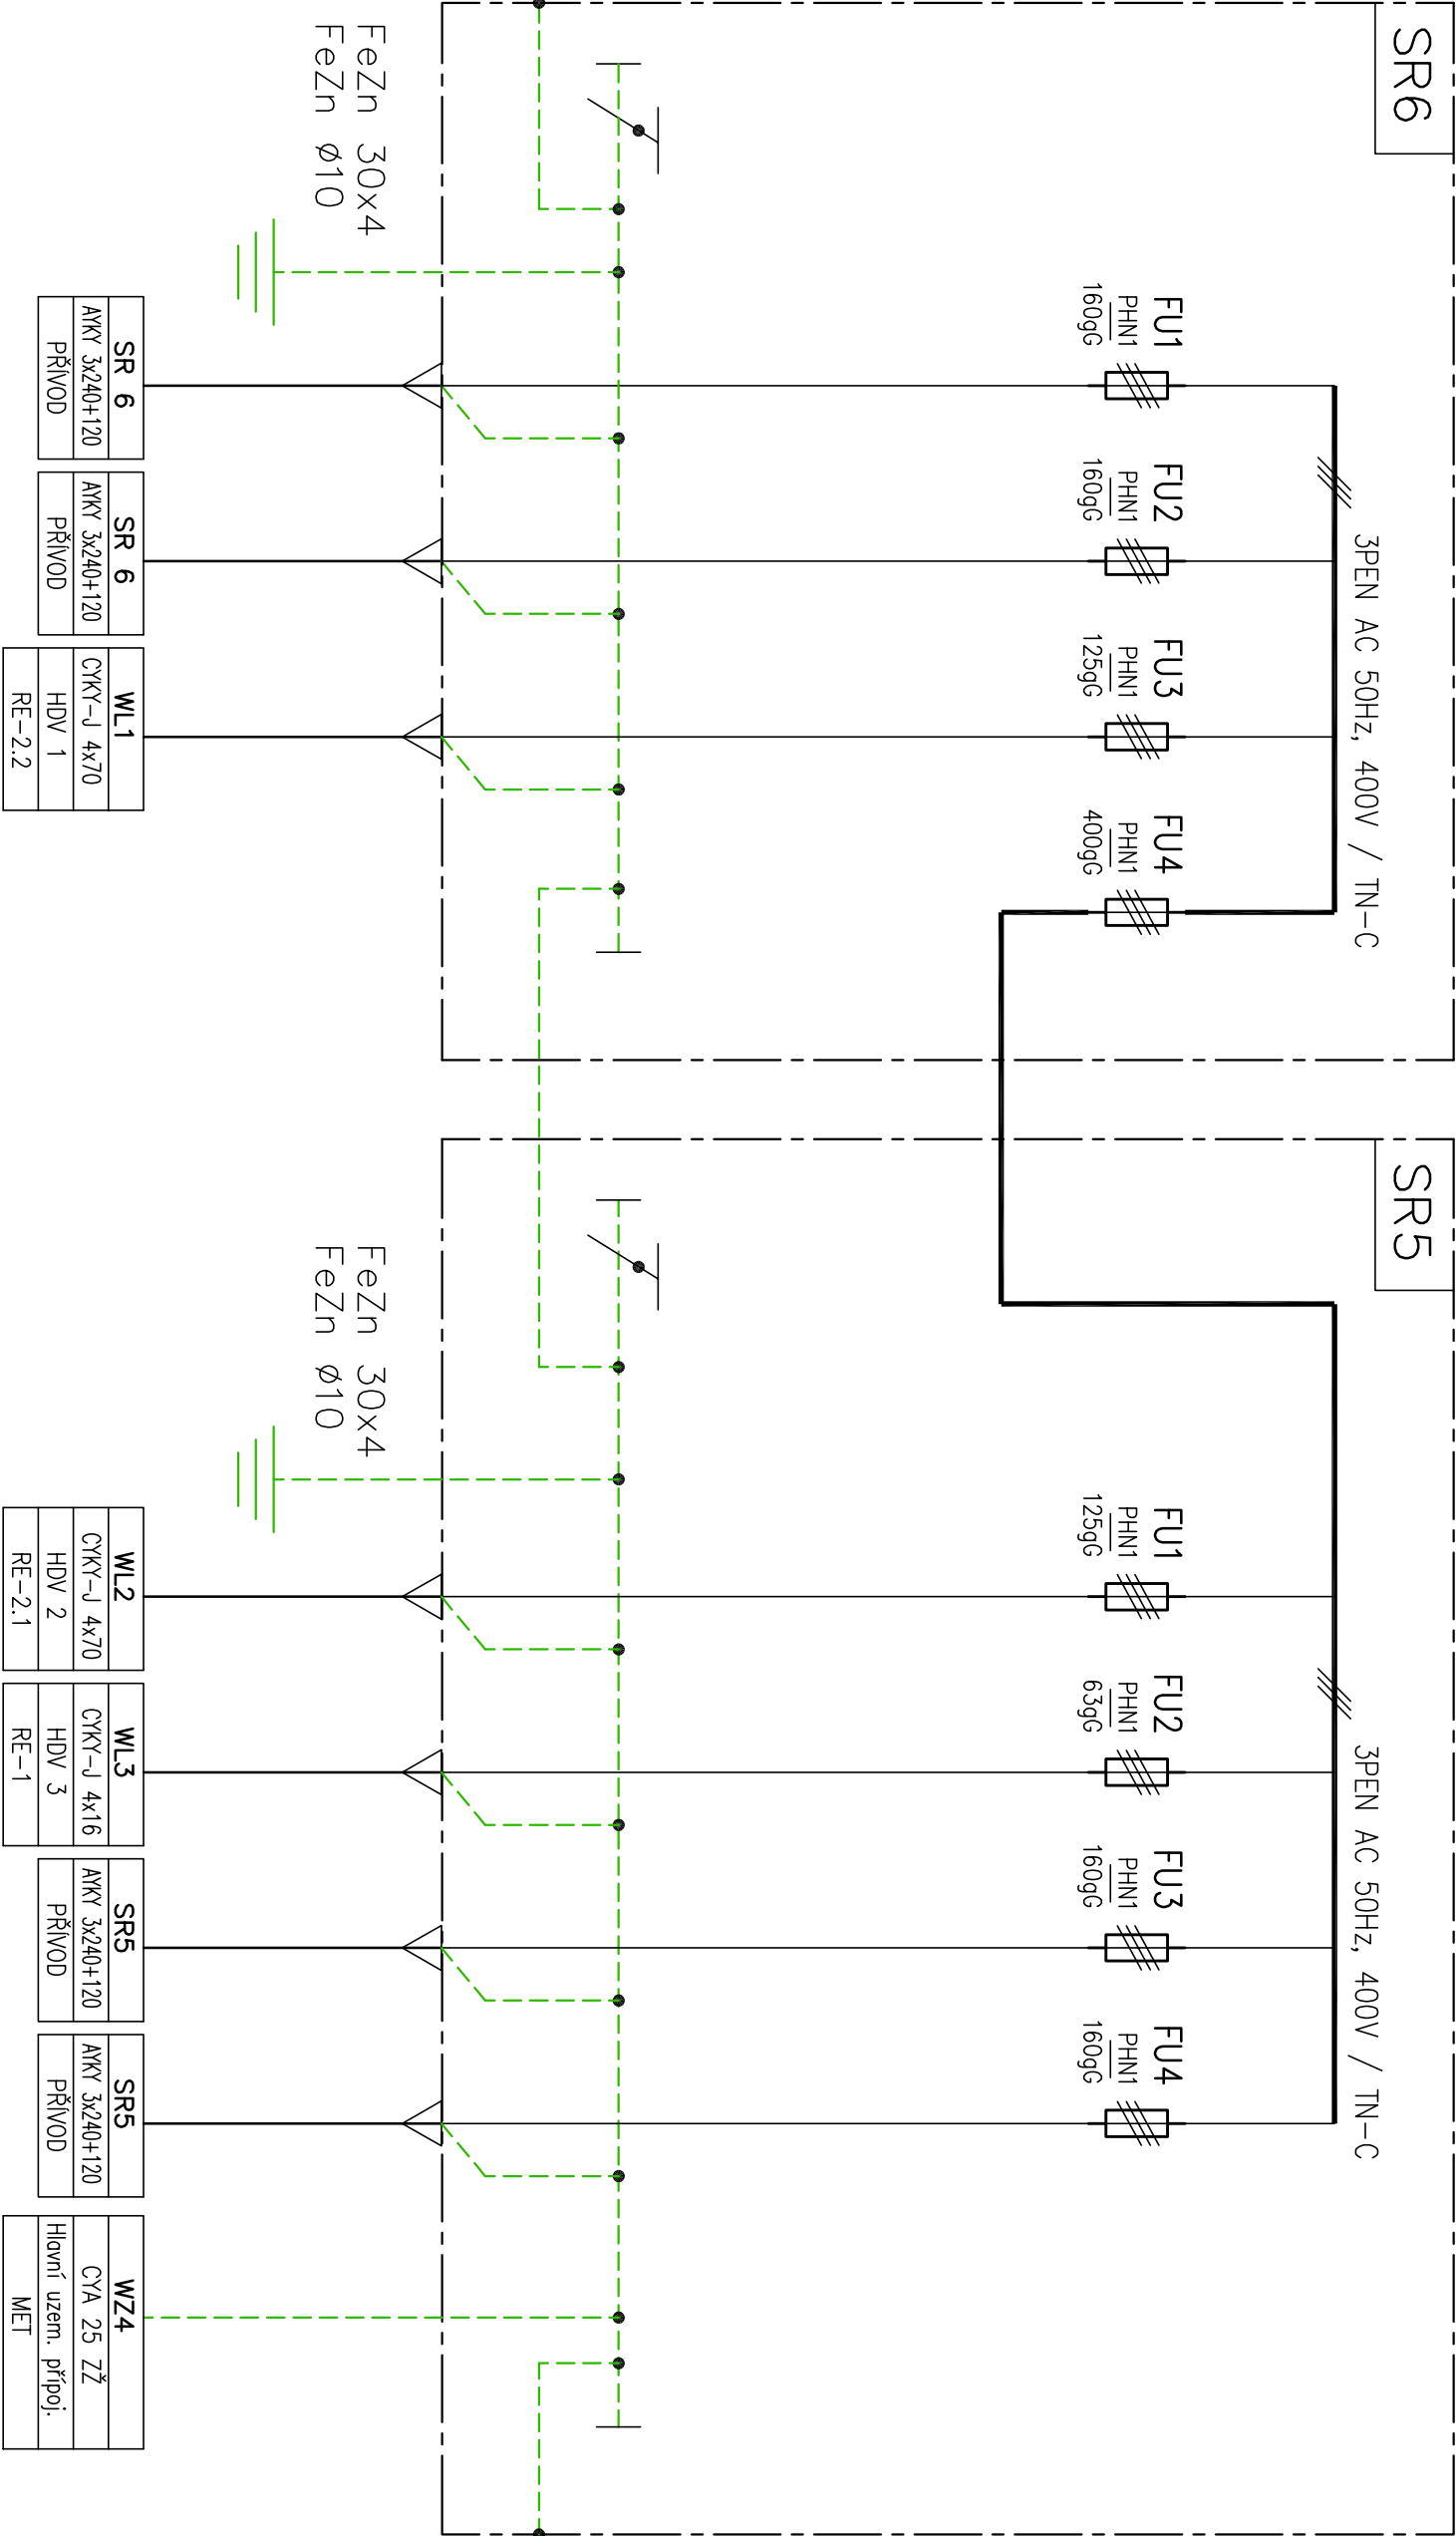 SR6
3PEN AC 50Hz, 400V / TN-C
FU1
PHN1
160gG
FU2
PHN1
160gG
FU3
PHN1
125gG
FU4
PHN1
400gG
FeZn 30x4
FeZn ø10
SR 6
AYKY 3x240+120
PŘÍVOD
SR 6
AYKY 3x240+120
PŘÍVOD
WL1
CYKY-J 4x70
HDV 1
RE-2.2
SR5
3PEN AC 50Hz, 400V / TN-C
FU1
PHN1
125gG
FU2
PHN1
63gG
FU3
PHN1
160gG
FU4
PHN1
160gG
FeZn 30x4
FeZn ø10
WL2
CYKY-J 4x70
HDV 2
RE-2.1
WL3
CYKY-J 4x16
HDV 3
RE-1
SR5
AYKY 3x240+120
PŘÍVOD
SR5
AYKY 3x240+120
PŘÍVOD
WZ4
CYA 25 ZŽ
Hlavní uzem. přípoj.
MET